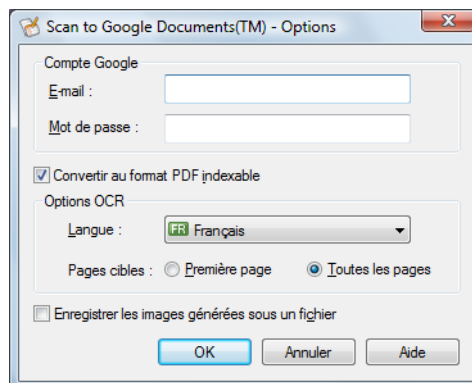 Scan to Google Documents(TM) - Options
Compte Google
E-mail :
Mot de passe :
Convertir au format PDF indexable
Options OCR
Langue : FR Français
Pages cibles : Première page Toutes les pages
Enregistrer les images générées sous un fichier
OK Annuler Aide